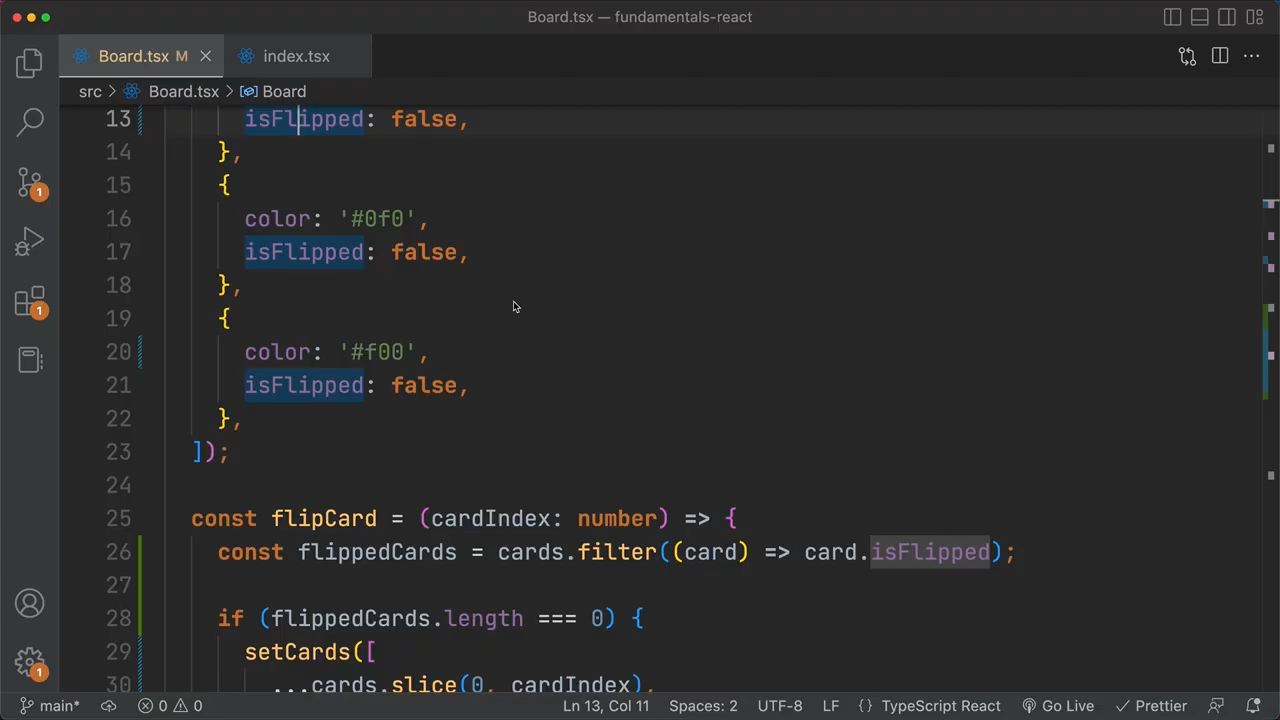 Board.tsx — fundamentals-react
Board.tsx M
index.tsx
src > Board.tsx > Board
13 isFlipped: false,
14 },
15 {
16 color: '#0f0',
17 isFlipped: false,
18 },
19 {
20 color: '#f00',
21 isFlipped: false,
22 },
23 ]);
24
25 const flipCard = (cardIndex: number) => {
26 const flippedCards = cards.filter((card) => card.isFlipped);
27
28 if (flippedCards.length === 0) {
29 setCards([
30 ...cards.slice(0, cardIndex),
1
1
1
main* 0 0 Ln 13, Col 11 Spaces: 2 UTF-8 LF {} TypeScript React Go Live Prettier